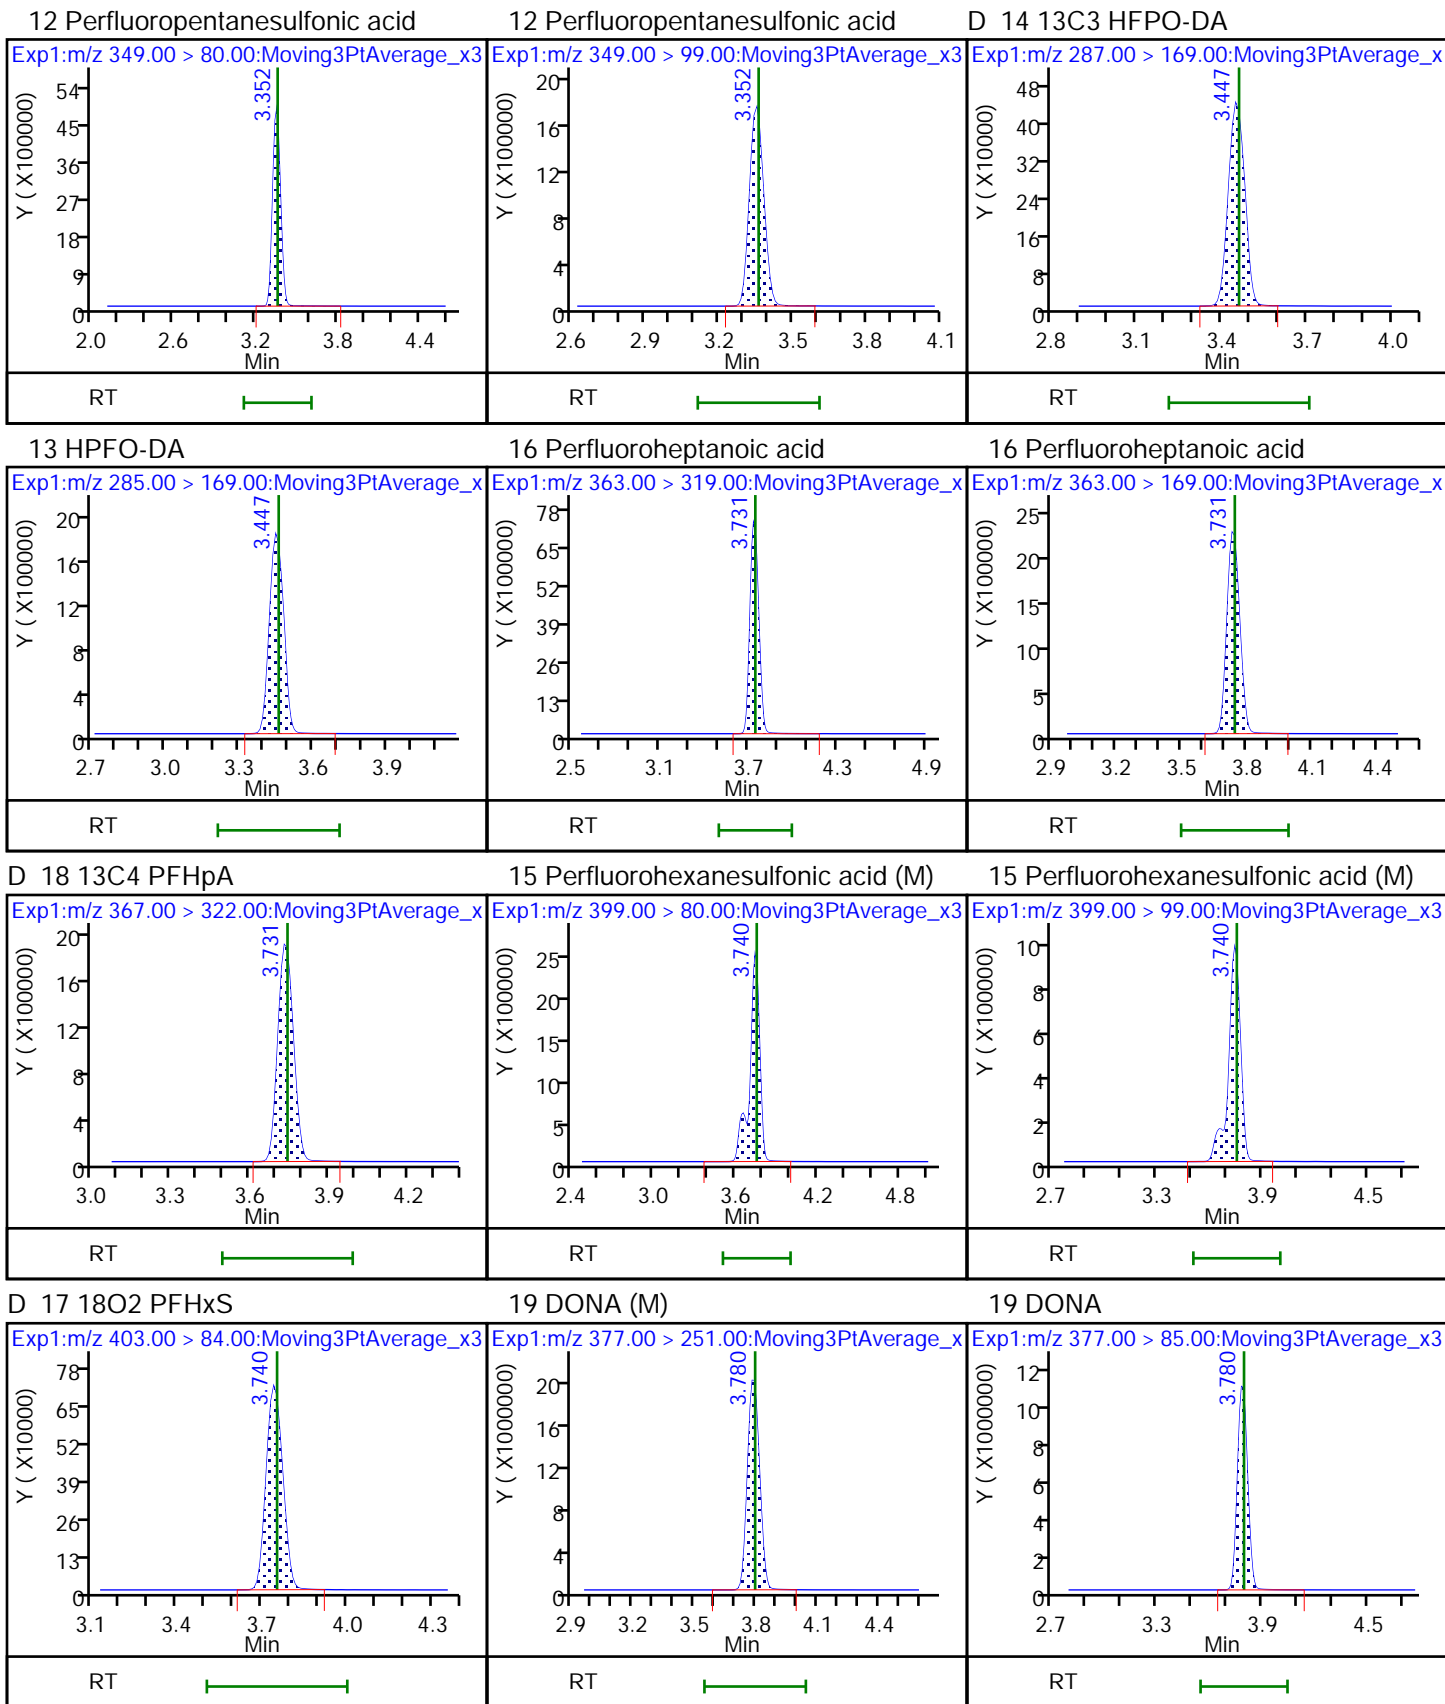 12 Perfluoropentanesulfonic acid
Exp1:m/z 349.00 > 80.00:Moving3PtAverage_x3
3.352
Y ( X100000)
54
45
36
27
18
9
0
2.0 2.6 3.2 3.8 4.4
Min
RT
12 Perfluoropentanesulfonic acid
Exp1:m/z 349.00 > 99.00:Moving3PtAverage_x3
3.352
Y ( X100000)
20
16
12
8
4
0
2.6 2.9 3.2 3.5 3.8 4.1
Min
RT
D 14 13C3 HFPO-DA
Exp1:m/z 287.00 > 169.00:Moving3PtAverage_x
3.447
Y ( X10000)
48
40
32
24
16
8
0
2.8 3.1 3.4 3.7 4.0
Min
RT
13 HPFO-DA
Exp1:m/z 285.00 > 169.00:Moving3PtAverage_x
3.447
Y ( X100000)
20
16
12
8
4
0
2.7 3.0 3.3 3.6 3.9
Min
RT
16 Perfluoroheptanoic acid
Exp1:m/z 363.00 > 319.00:Moving3PtAverage_x
3.731
Y ( X100000)
78
65
52
39
26
13
0
2.5 3.1 3.7 4.3 4.9
Min
RT
16 Perfluoroheptanoic acid
Exp1:m/z 363.00 > 169.00:Moving3PtAverage_x
3.731
Y ( X100000)
25
20
15
10
5
0
2.9 3.2 3.5 3.8 4.1 4.4
Min
RT
D 18 13C4 PFHpA
Exp1:m/z 367.00 > 322.00:Moving3PtAverage_x
3.731
Y ( X100000)
20
16
12
8
4
0
3.0 3.3 3.6 3.9 4.2
Min
RT
15 Perfluorohexanesulfonic acid (M)
Exp1:m/z 399.00 > 80.00:Moving3PtAverage_x3
3.740
Y ( X100000)
25
20
15
10
5
0
2.4 3.0 3.6 4.2 4.8
Min
RT
15 Perfluorohexanesulfonic acid (M)
Exp1:m/z 399.00 > 99.00:Moving3PtAverage_x3
3.740
Y ( X100000)
10
8
6
4
2
0
2.7 3.3 3.9 4.5
Min
RT
D 17 18O2 PFHxS
Exp1:m/z 403.00 > 84.00:Moving3PtAverage_x3
3.740
Y ( X10000)
78
65
52
39
26
13
0
3.1 3.4 3.7 4.0 4.3
Min
RT
19 DONA (M)
Exp1:m/z 377.00 > 251.00:Moving3PtAverage_x
3.780
Y ( X1000000)
20
16
12
8
4
0
2.9 3.2 3.5 3.8 4.1 4.4
Min
RT
19 DONA
Exp1:m/z 377.00 > 85.00:Moving3PtAverage_x3
3.780
Y ( X1000000)
12
10
8
6
4
2
0
2.7 3.3 3.9 4.5
Min
RT